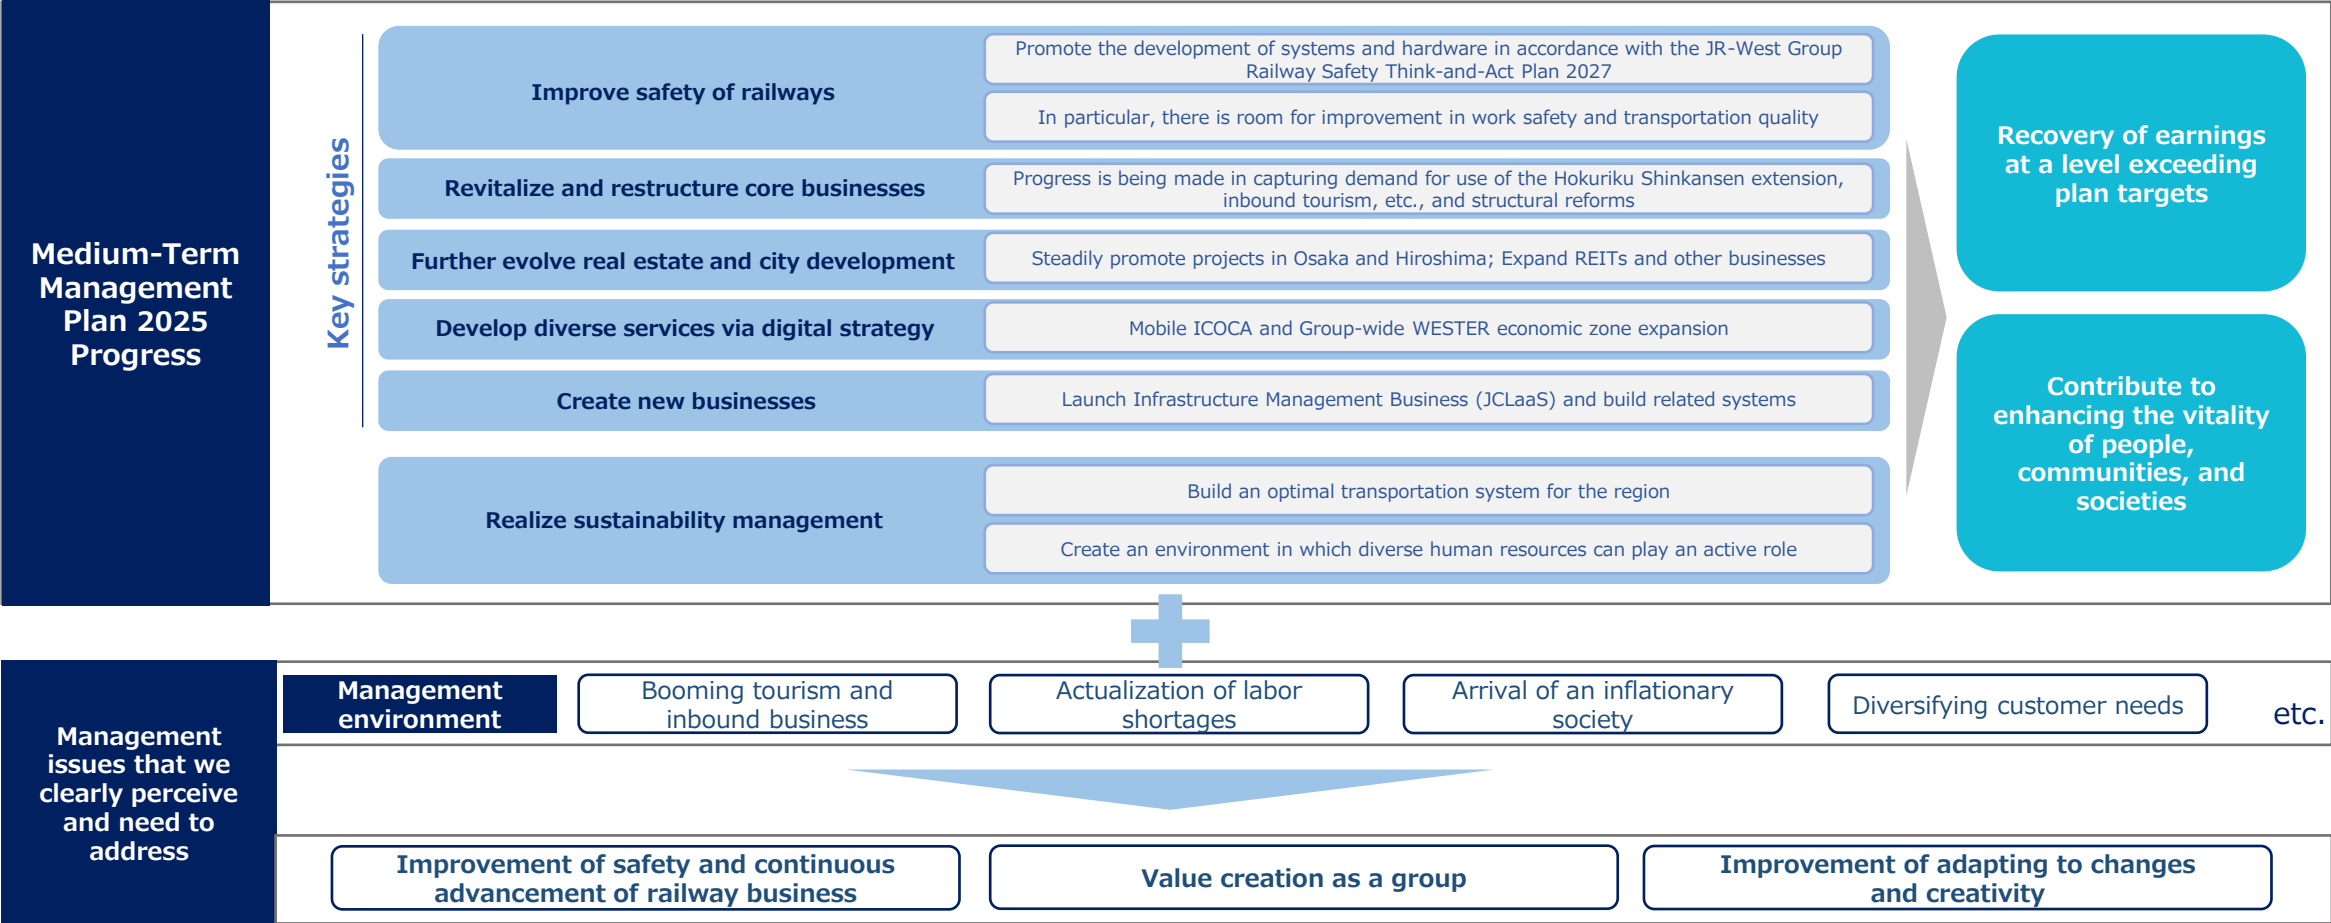 Medium-Term
Management
Plan 2025
Progress
Key strategies
Improve safety of railways
Promote the development of systems and hardware in accordance with the JR-West Group
Railway Safety Think-and-Act Plan 2027
In particular, there is room for improvement in work safety and transportation quality
Revitalize and restructure core businesses
Progress is being made in capturing demand for use of the Hokuriku Shinkansen extension,
inbound tourism, etc., and structural reforms
Further evolve real estate and city development
Steadily promote projects in Osaka and Hiroshima; Expand REITs and other businesses
Develop diverse services via digital strategy
Mobile ICOCA and Group-wide WESTER economic zone expansion
Create new businesses
Launch Infrastructure Management Business (JCLaaS) and build related systems
Realize sustainability management
Build an optimal transportation system for the region
Create an environment in which diverse human resources can play an active role
Recovery of earnings
at a level exceeding
plan targets
Contribute to
enhancing the vitality
of people,
communities, and
societies
Management
issues that we
clearly perceive
and need to
address
Management
environment
Booming tourism and
inbound business
Actualization of labor
shortages
Arrival of an inflationary
society
Diversifying customer needs
etc.
Improvement of safety and continuous
advancement of railway business
Value creation as a group
Improvement of adapting to changes
and creativity